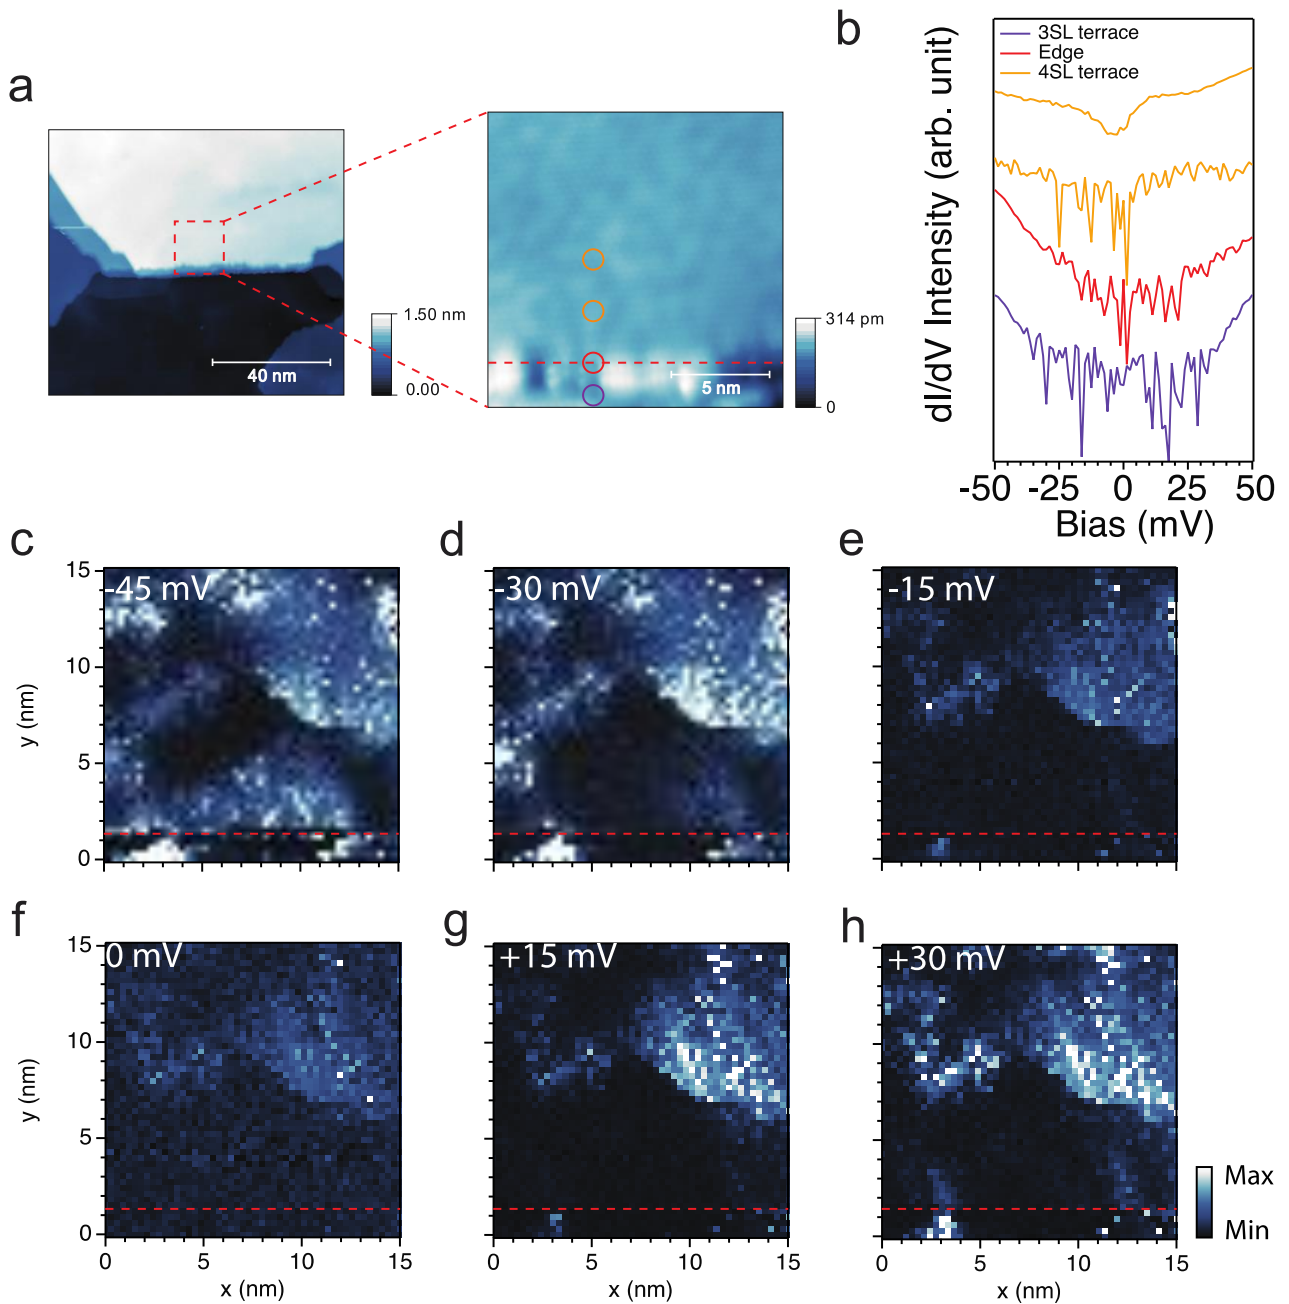 a
1.50 nm
0.00
40 nm
314 pm
0
5 nm
b
3SL terrace
Edge
4SL terrace
dI/dV Intensity (arb. unit)
-50 -25 0 25 50
Bias (mV)
c
-45 mV
15
10
5
0
y (nm)
d
-30 mV
e
-15 mV
f
0 mV
15
10
5
0
y (nm)
0 5 10 15
x (nm)
g
+15 mV
0 5 10 15
x (nm)
h
+30 mV
0 5 10 15
x (nm)
Max
Min